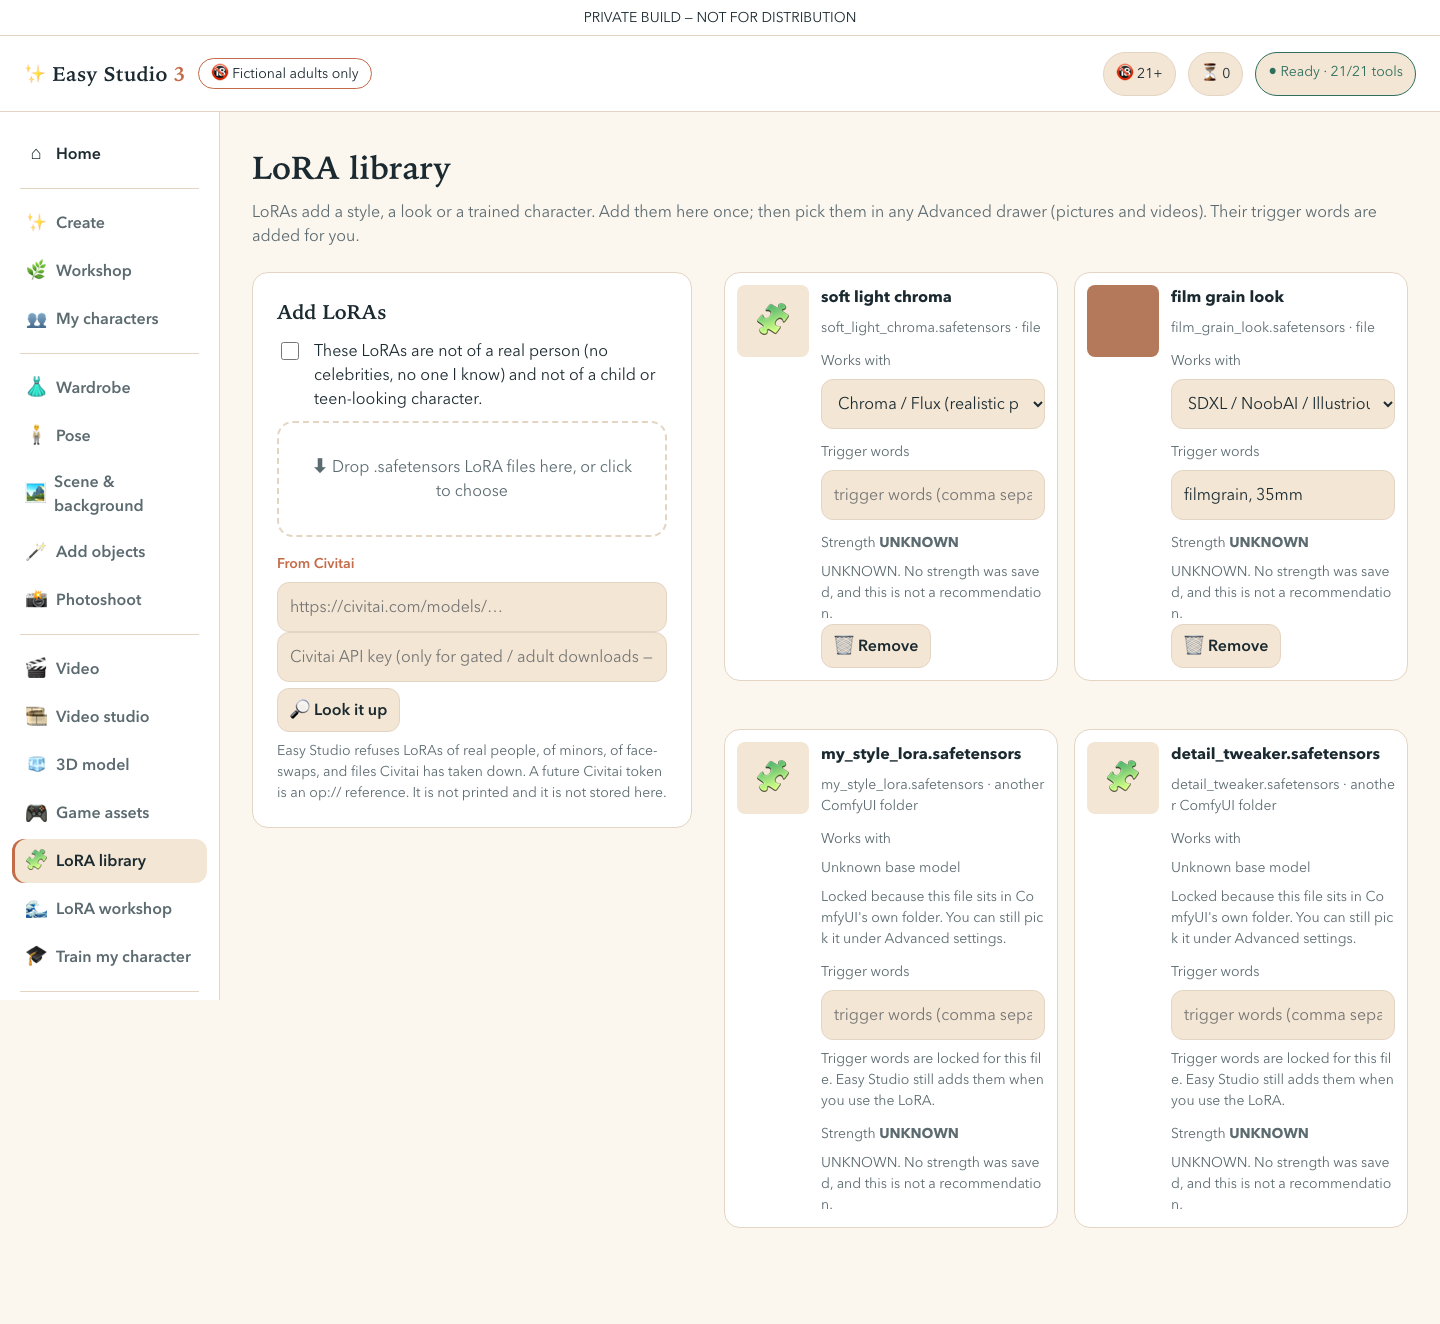 PRIVATE BUILD – NOT FOR DISTRIBUTION
Easy Studio 3
Fictional adults only
21+
0
Ready · 21/21 tools
Home
Create
Workshop
My characters
Wardrobe
Pose
Scene &
background
Add objects
Photoshoot
Video
Video studio
3D model
Game assets
LoRA library
LoRA workshop
Train my character
LoRA library
LoRAs add a style, a look or a trained character. Add them here once; then pick them in any Advanced drawer (pictures and videos). Their trigger words are
added for you.
Add LoRAs
These LoRAs are not of a real person (no
celebrities, no one I know) and not of a child or
teen-looking character.
Drop .safetensors LoRA files here, or click
to choose
From Civitai
https://civitai.com/models/…
Civitai API key (only for gated / adult downloads –
Look it up
Easy Studio refuses LoRAs of real people, of minors, of face-
swaps, and files Civitai has taken down. A future Civitai token
is an op:// reference. It is not printed and it is not stored here.
soft light chroma
soft_light_chroma.safetensors · file
Works with
Chroma / Flux (realistic p
Trigger words
trigger words (comma sepa
Strength UNKNOWN
UNKNOWN. No strength was save
d, and this is not a recommendatio
n.
Remove
film grain look
film_grain_look.safetensors · file
Works with
SDXL / NoobAI / Illustriou
Trigger words
filmgrain, 35mm
Strength UNKNOWN
UNKNOWN. No strength was save
d, and this is not a recommendatio
n.
Remove
my_style_lora.safetensors
my_style_lora.safetensors · another
ComfyUI folder
Works with
Unknown base model
Locked because this file sits in Co
mfyUI's own folder. You can still pic
k it under Advanced settings.
Trigger words
trigger words (comma sepa
Trigger words are locked for this fil
e. Easy Studio still adds them when
you use the LoRA.
Strength UNKNOWN
UNKNOWN. No strength was save
d, and this is not a recommendatio
n.
detail_tweaker.safetensors
detail_tweaker.safetensors · anothe
r ComfyUI folder
Works with
Unknown base model
Locked because this file sits in Co
mfyUI's own folder. You can still pic
k it under Advanced settings.
Trigger words
trigger words (comma sepa
Trigger words are locked for this fil
e. Easy Studio still adds them when
you use the LoRA.
Strength UNKNOWN
UNKNOWN. No strength was save
d, and this is not a recommendatio
n.